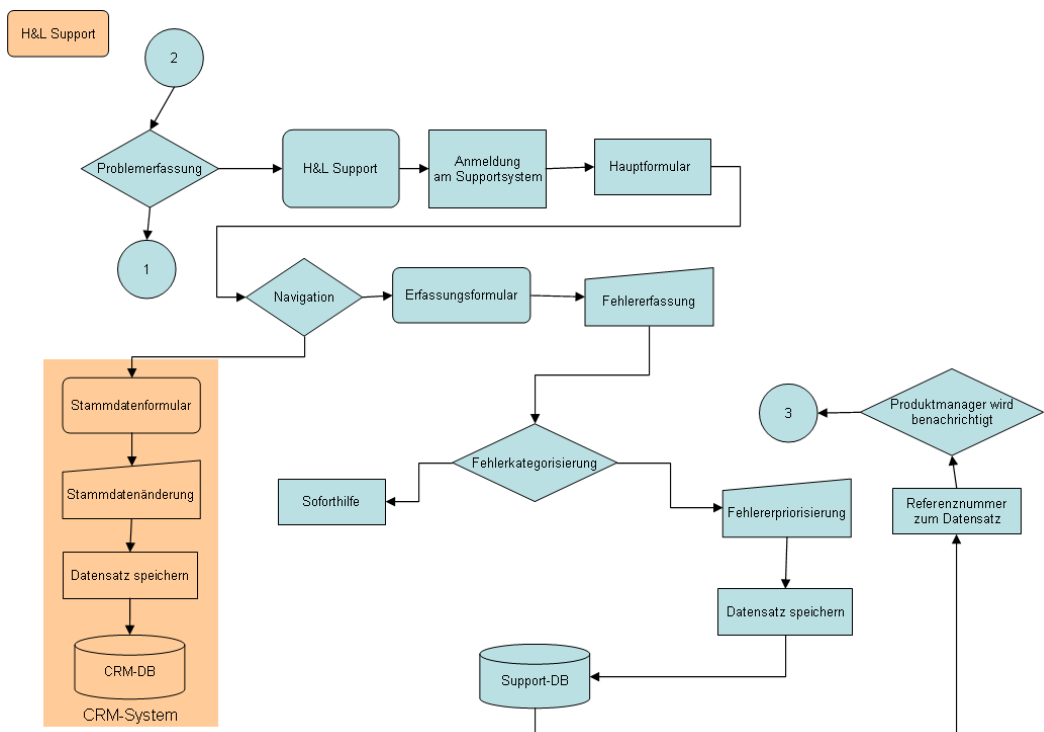 H&L Support
2
Problemerfassung
H&L Support
Anmeldung
am Supportsystem
Hauptformular
1
Navigation
Erfassungsformular
Fehlererfassung
Stammdatenformular
Stammdatenänderung
Datensatz speichern
CRM-DB
CRM-System
Fehlerkategorisierung
Soforthilfe
Fehlererpriorisierung
Datensatz speichern
Support-DB
3
Produktmanager wird
benachrichtigt
Referenznummer
zum Datensatz